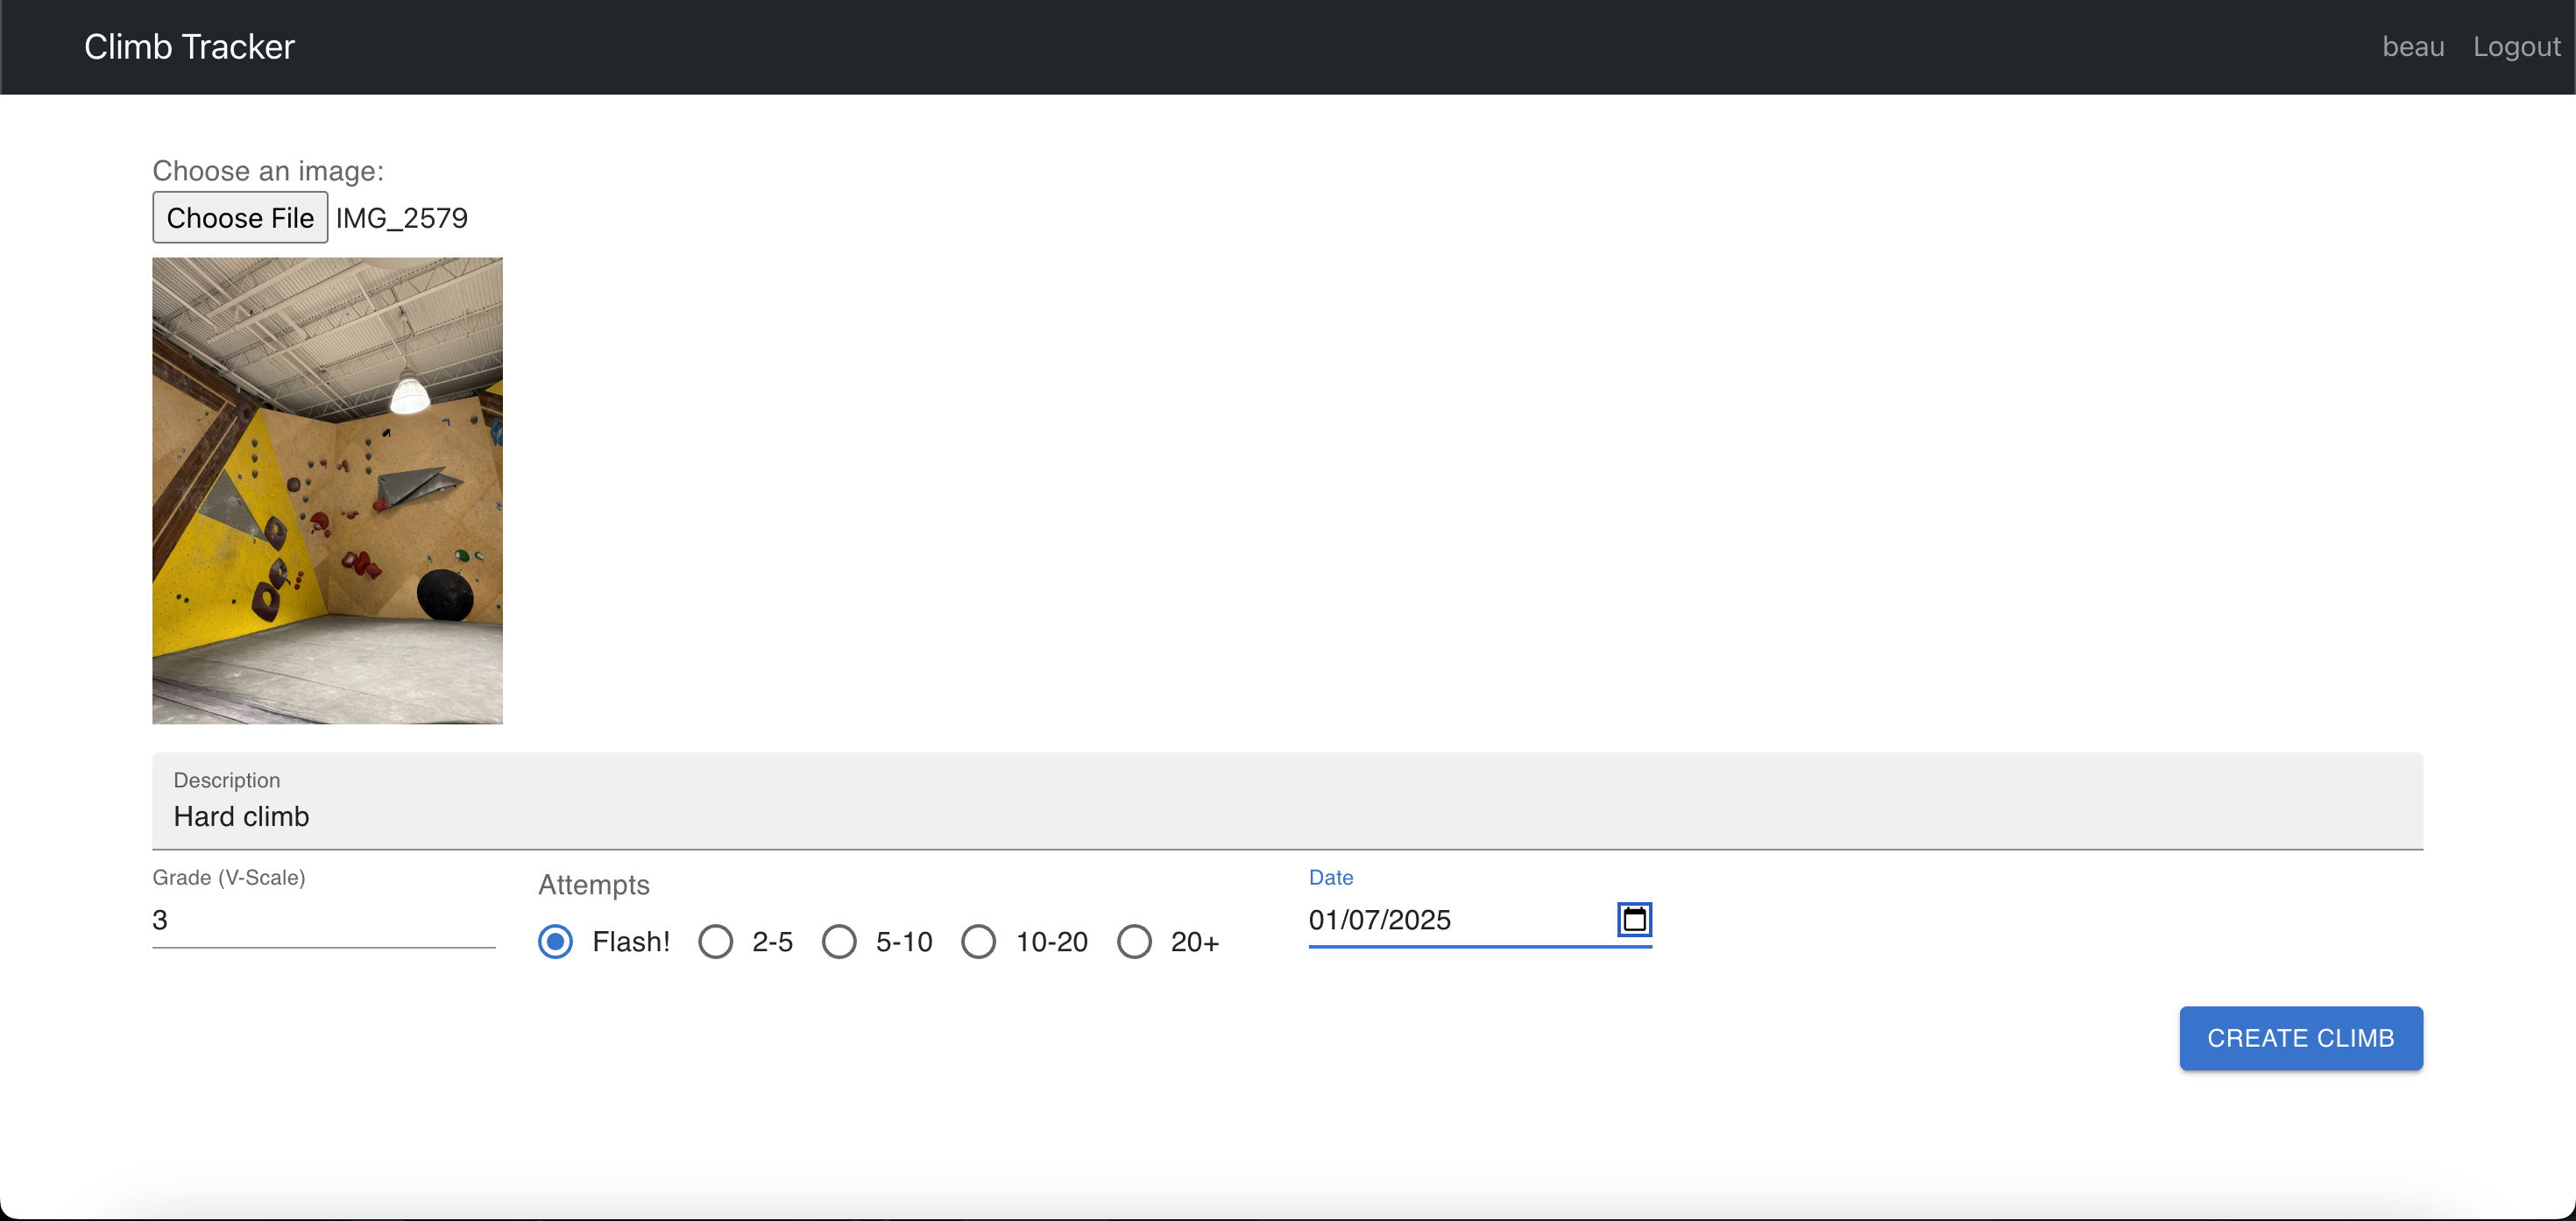 Climb Tracker
beau Logout
Choose an image:
Choose File IMG_2579
Description
Hard climb
Grade (V-Scale)
3
Attempts
Flash! 2-5 5-10 10-20 20+
Date
01/07/2025
CREATE CLIMB